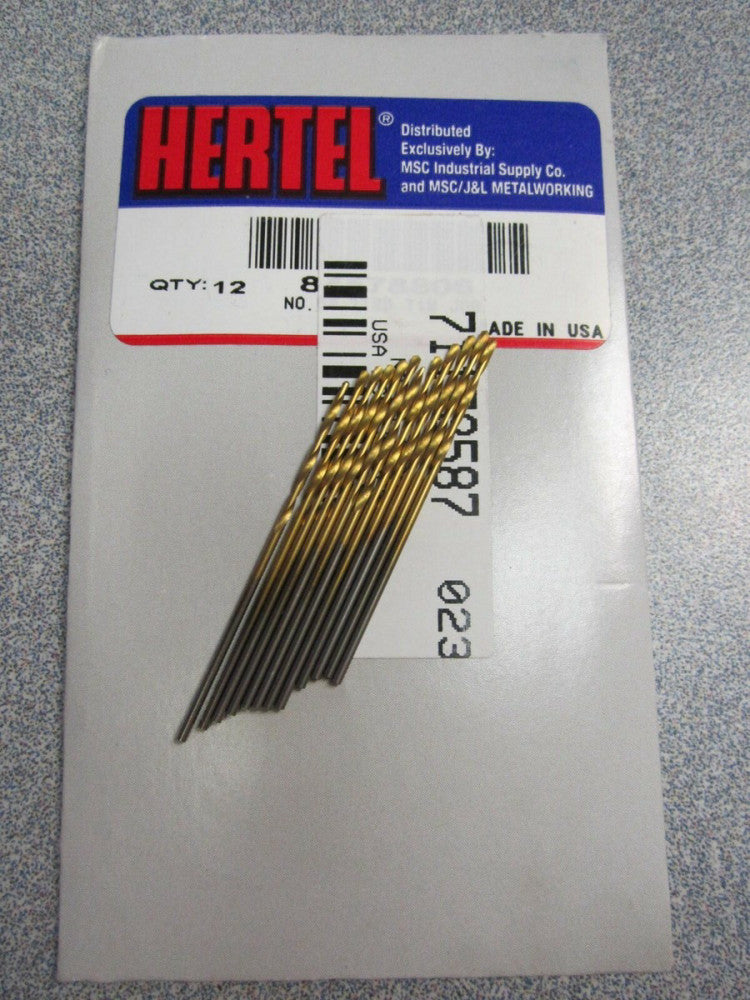 HERTEL®
Distributed
Exclusively By:
MSC Industrial Supply Co.
and MSC/J&L METALWORKING
QTY: 12
8
NO.
ADE IN USA
USA
587
023